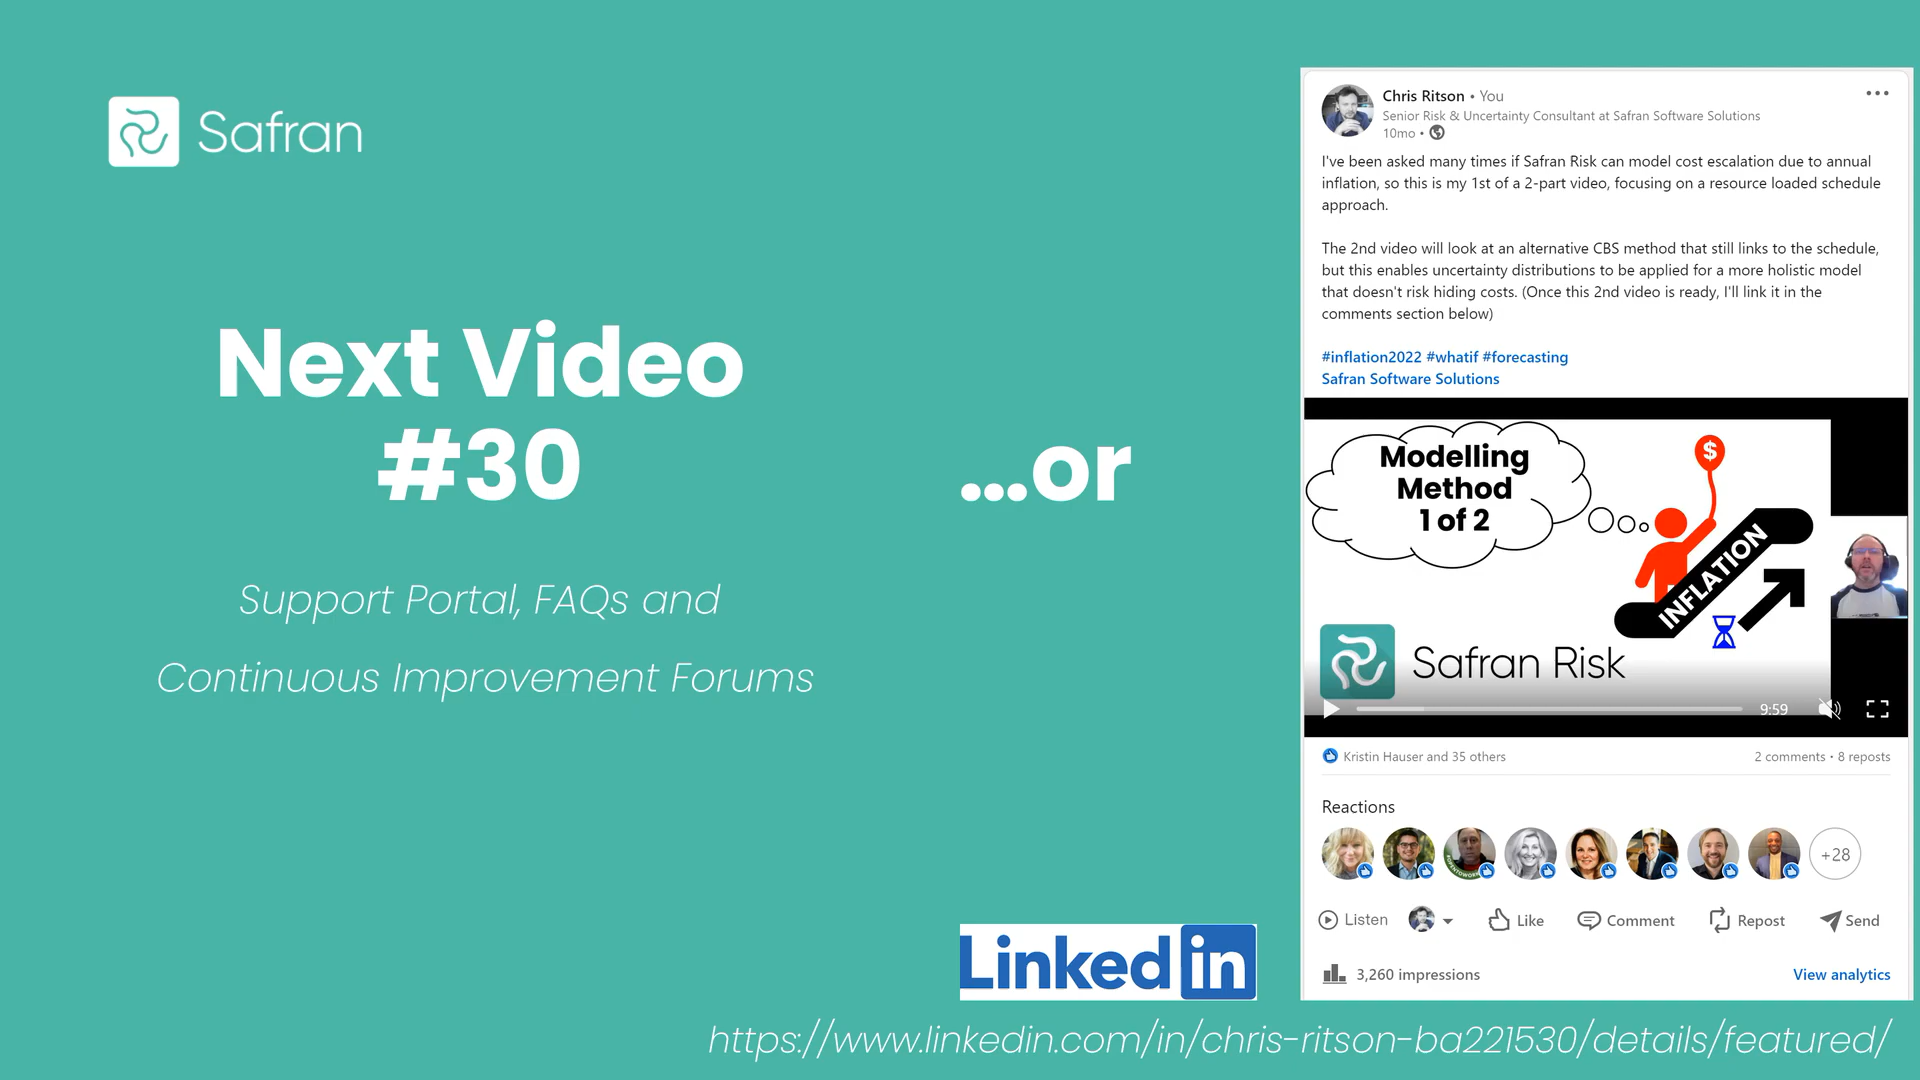 Safran
Next Video
#30
Support Portal, FAQs and
Continuous Improvement Forums
...or
Chris Ritson • You
Senior Risk & Uncertainty Consultant at Safran Software Solutions
10mo •
I've been asked many times if Safran Risk can model cost escalation due to annual
inflation, so this is my 1st of a 2-part video, focusing on a resource loaded schedule
approach.
The 2nd video will look at an alternative CBS method that still links to the schedule,
but this enables uncertainty distributions to be applied for a more holistic model
that doesn't risk hiding costs. (Once this 2nd video is ready, I'll link it in the
comments section below)
#inflation2022 #whatif #forecasting
Safran Software Solutions
Modelling
Method
1 of 2
$
INFLATION
Safran Risk
9:59
Kristin Hauser and 35 others
2 comments • 8 reposts
Reactions
+28
Listen
Like
Comment
Repost
Send
3,260 impressions
View analytics
Linked in
https://www.linkedin.com/in/chris-ritson-ba221530/details/featured/